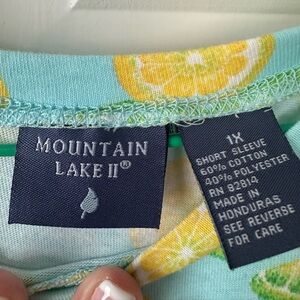 MOUNTAIN
LAKE II®
1X
SHORT SLEEVE
60% COTTON
40% POLYESTER
RN 82814
MADE IN
HONDURAS
SEE REVERSE
FOR CARE